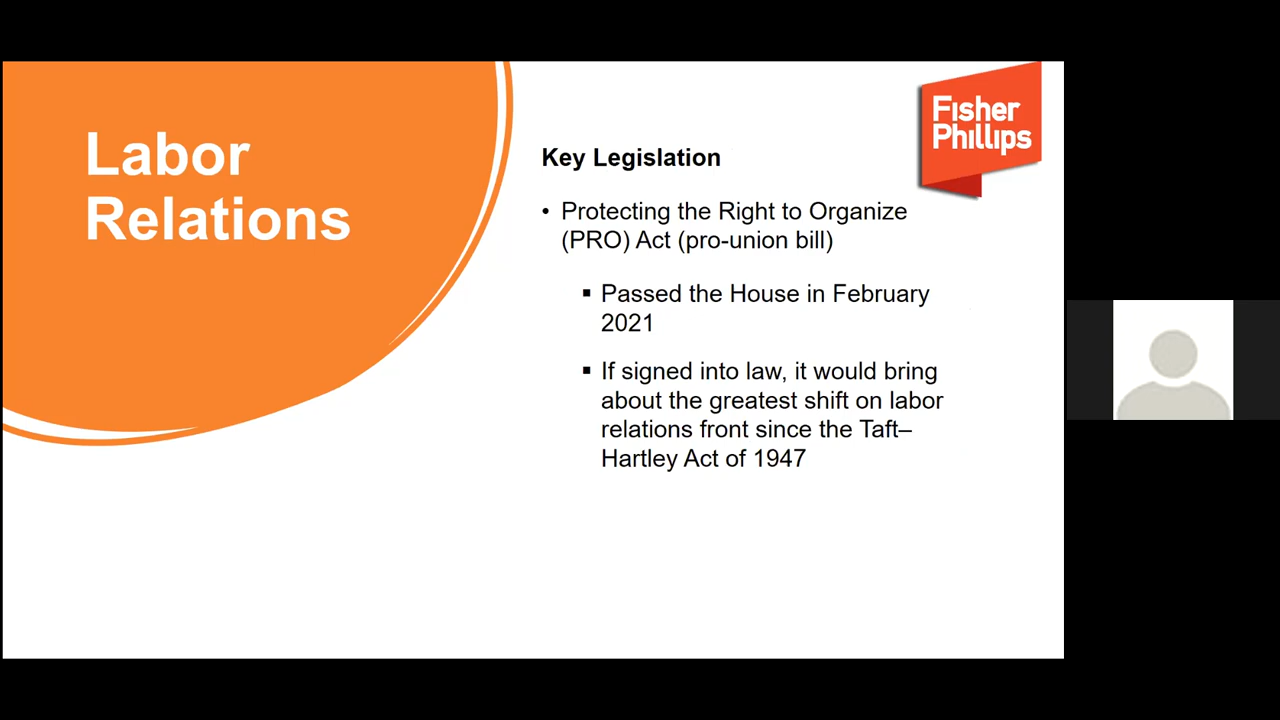 Labor
Relations
Fisher
Phillips
Key Legislation
• Protecting the Right to Organize
(PRO) Act (pro-union bill)
▪ Passed the House in February
2021
▪ If signed into law, it would bring
about the greatest shift on labor
relations front since the Taft–
Hartley Act of 1947